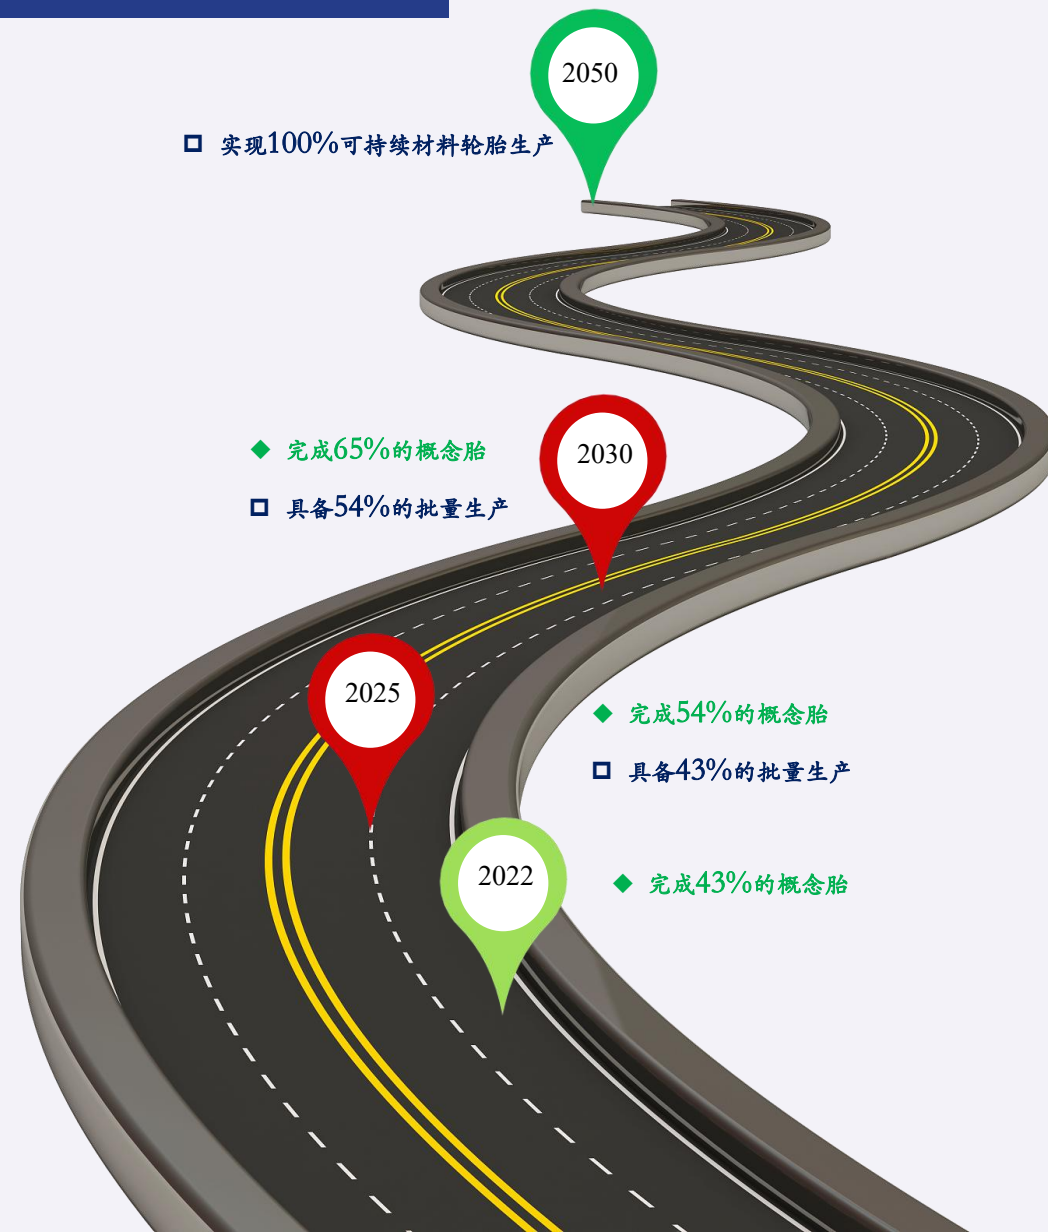 2050
实现100%可持续材料轮胎生产
2030
完成65%的概念胎
具备54%的批量生产
2025
完成54%的概念胎
具备43%的批量生产
2022
完成43%的概念胎